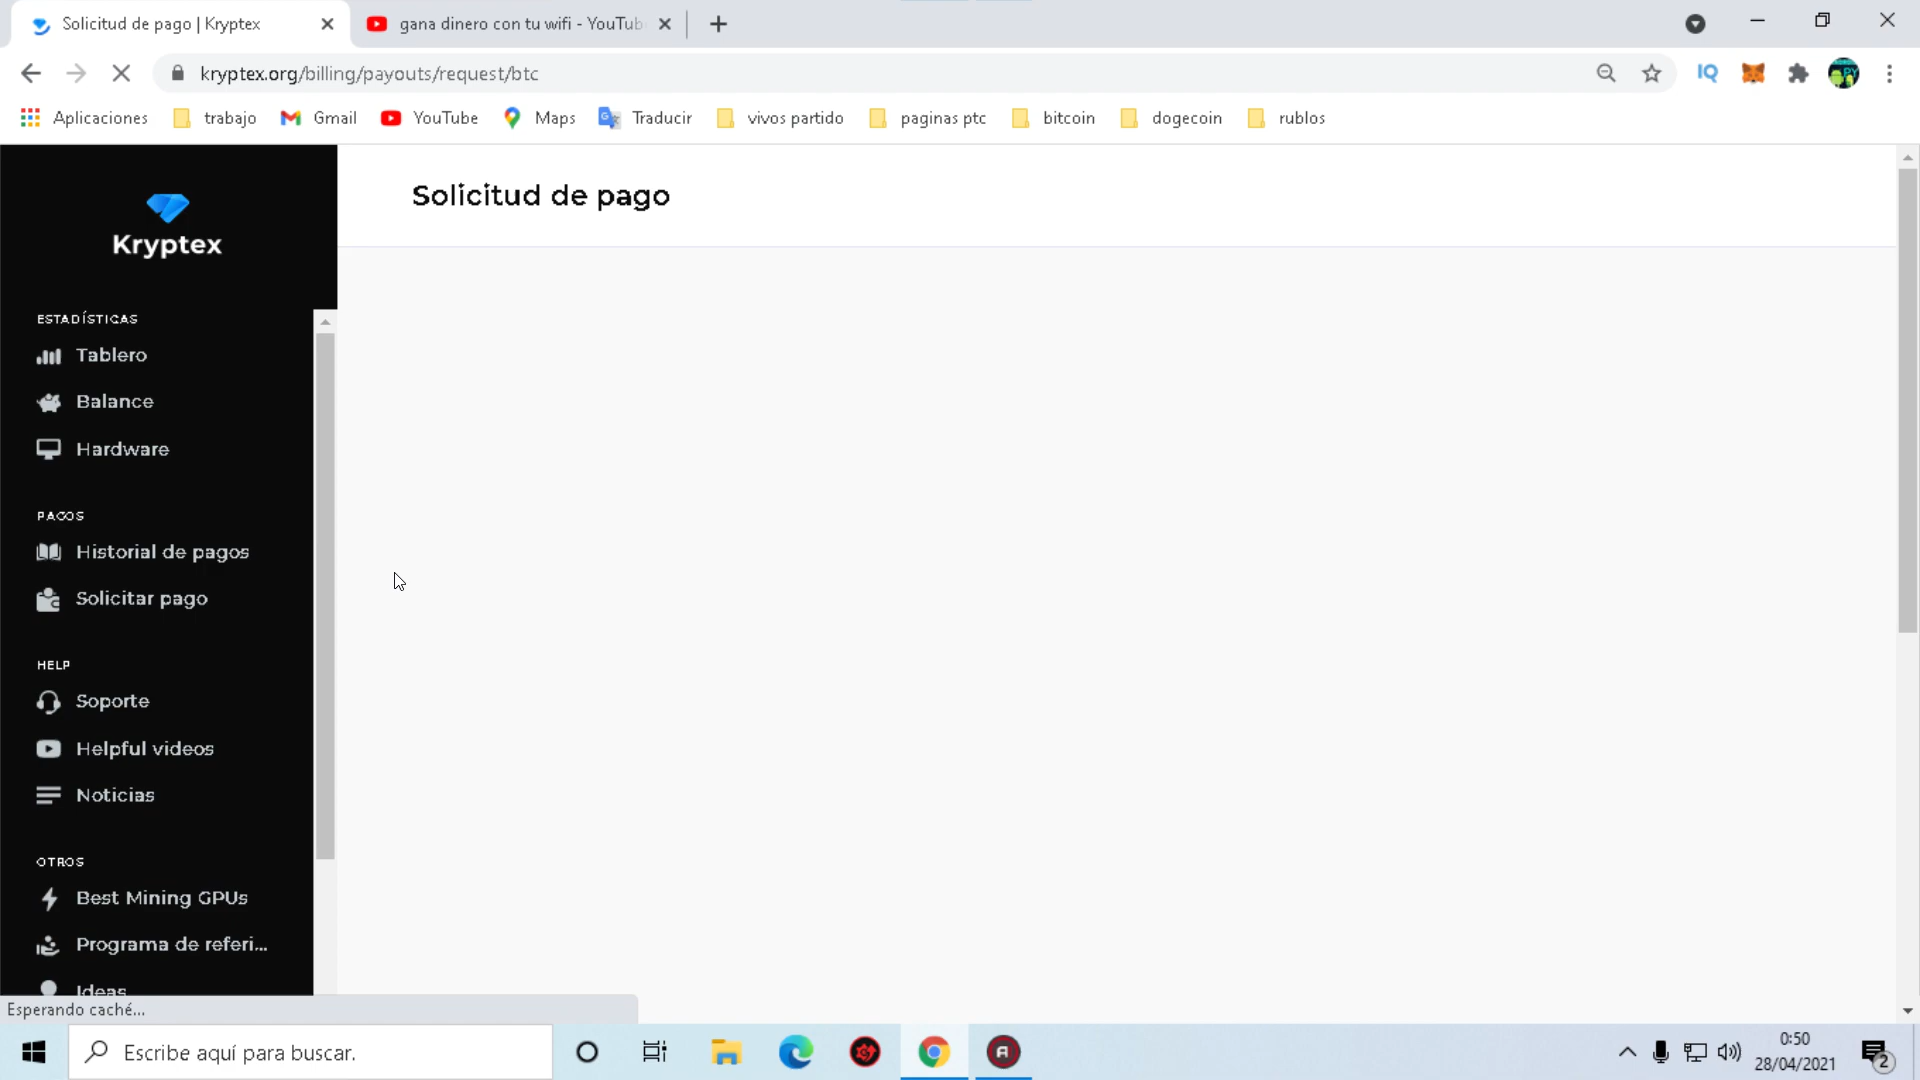 Solicitud de pago | Kryptex
gana dinero con tu wifi - YouTub
kryptex.org/billing/payouts/request/btc
IQ
Aplicaciones
trabajo
Gmail
YouTube
Maps
Traducir
vivos partido
paginas ptc
bitcoin
dogecoin
rublos
Kryptex
Solicitud de pago
ESTADÍSTICAS
Tablero
Balance
Hardware
PAGOS
Historial de pagos
Solicitar pago
HELP
Soporte
Helpful videos
Noticias
OTROS
Best Mining GPUs
Programa de referi...
Ideas
Esperando caché...
Escribe aquí para buscar.
0:50
28/04/2021
2